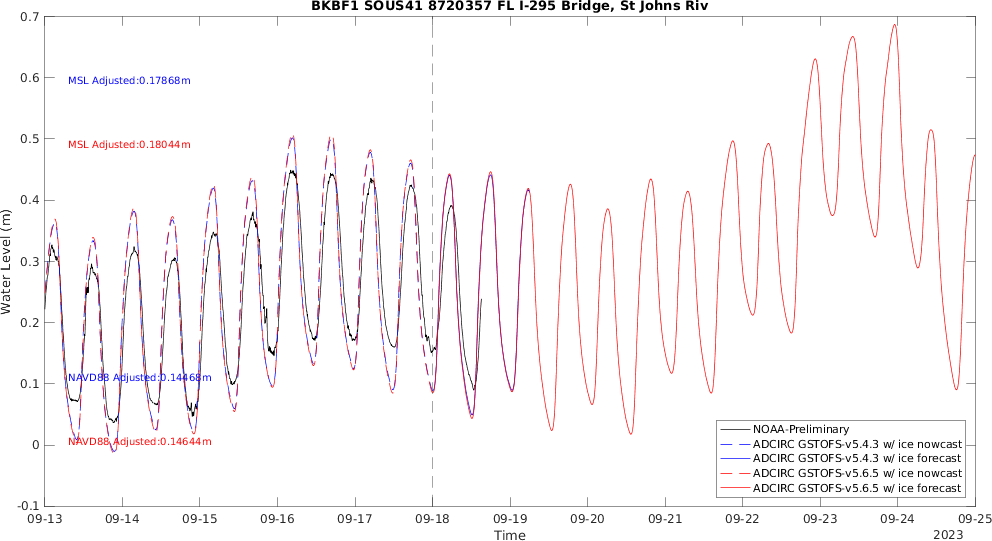 BKBF1 SOUS41 8720357 FL I-295 Bridge, St Johns Riv
0.7
0.6
0.5
0.4
0.3
0.2
0.1
0
-0.1
Water Level (m)
MSL Adjusted:0.17868m
MSL Adjusted:0.18044m
NAVD88 Adjusted:0.14468m
NAVD88 Adjusted:0.14644m
NOAA-Preliminary
ADCIRC GSTOFS-v5.4.3 w/ ice nowcast
ADCIRC GSTOFS-v5.4.3 w/ ice forecast
ADCIRC GSTOFS-v5.6.5 w/ ice nowcast
ADCIRC GSTOFS-v5.6.5 w/ ice forecast
09-13 09-14 09-15 09-16 09-17 09-18 09-19 09-20 09-21 09-22 09-23 09-24 09-25
Time
2023